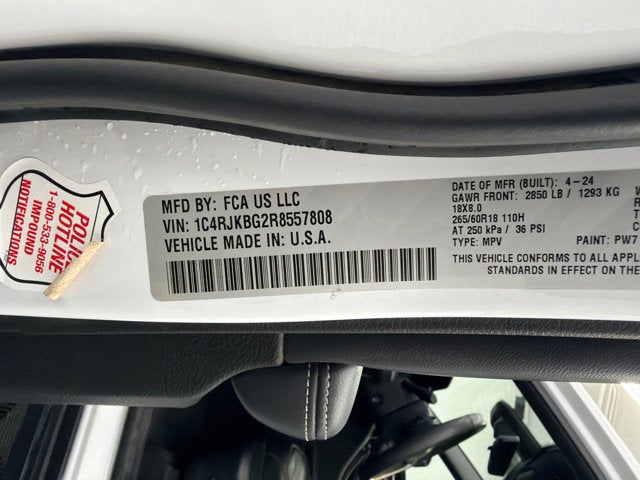 POLICE
HOTLINE
IMPOUND
1-800-533-9056
NOTIFICATIONS
MFD BY: FCA US LLC
VIN: 1C4RJKBG2R8557808
VEHICLE MADE IN: U.S.A.
DATE OF MFR (BUILT): 4-24
GAWR FRONT: 2850 LB / 1293 KG
18X8.0
265/60R18 110H
AT 250 kPa / 36 PSI
TYPE: MPV PAINT: PW7
THIS VEHICLE CONFORMS TO ALL APPL
STANDARDS IN EFFECT ON THE